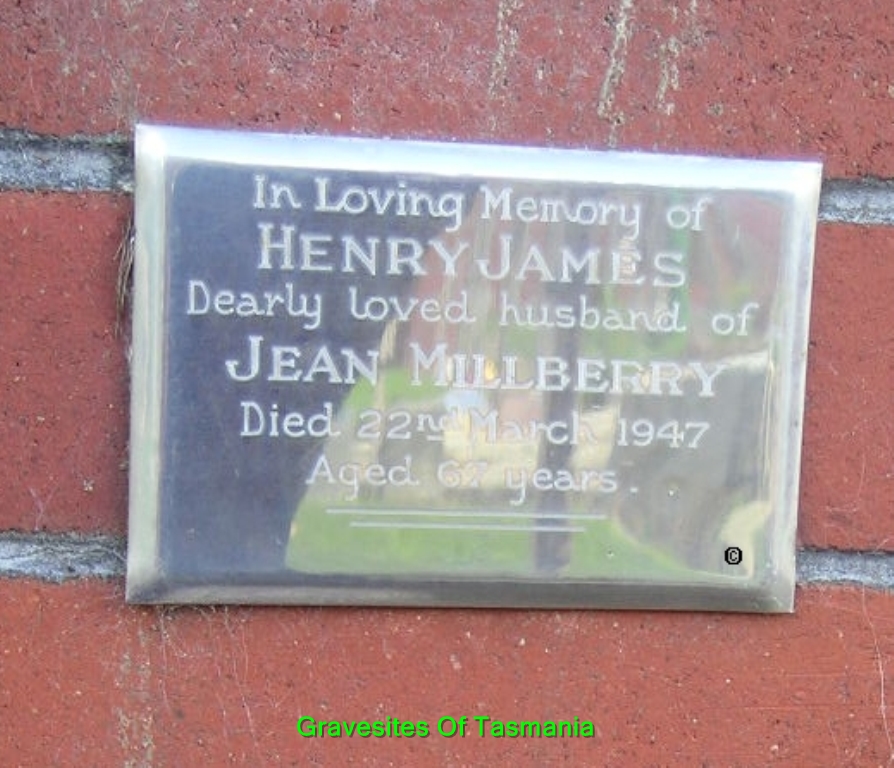 In Loving Memory of
HENRY JAMES
Dearly loved husband of
JEAN MILLBERRY
Died 22nd March 1947
Aged 67 years.
©
Gravesites Of Tasmania